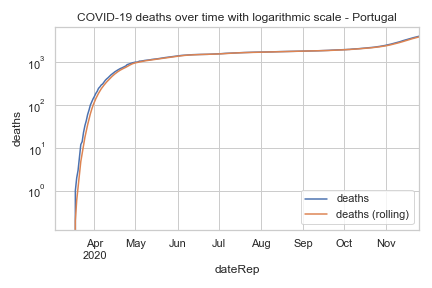 COVID-19 deaths over time with logarithmic scale - Portugal
deaths
10³
10²
10¹
10⁰
deaths
deaths (rolling)
Apr May Jun Jul Aug Sep Oct Nov
2020
dateRep